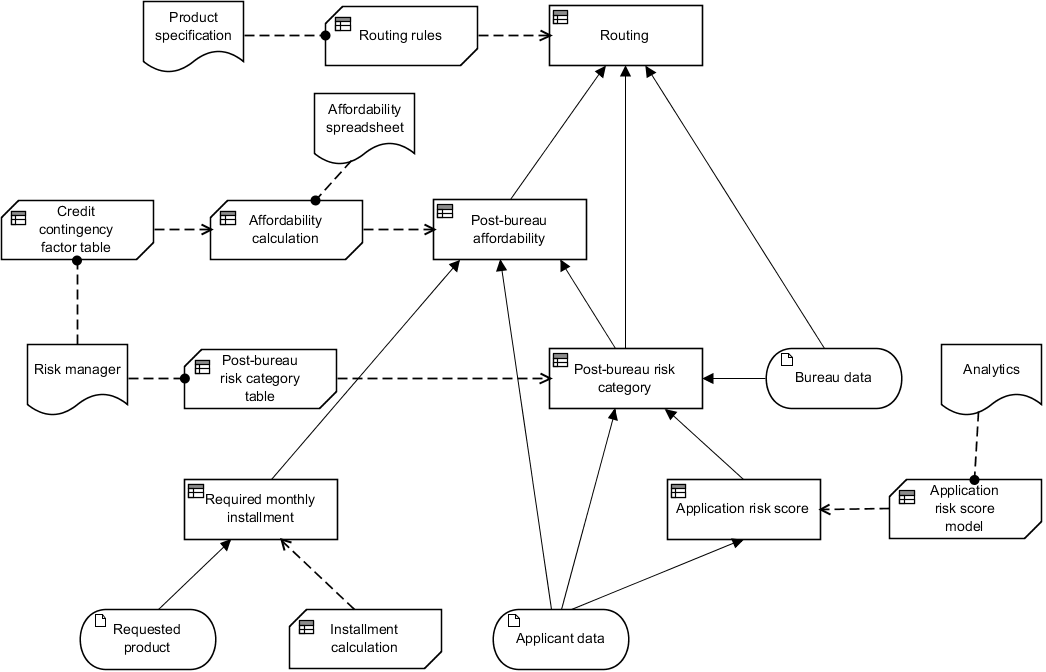 Product
specification
Routing rules
Routing
Affordability
spreadsheet
Credit
contingency
factor table
Affordability
calculation
Post-bureau
affordability
Risk manager
Post-bureau
risk category
table
Post-bureau risk
category
Bureau data
Analytics
Required monthly
installment
Application risk score
Application
risk score
model
Requested
product
Installment
calculation
Applicant data